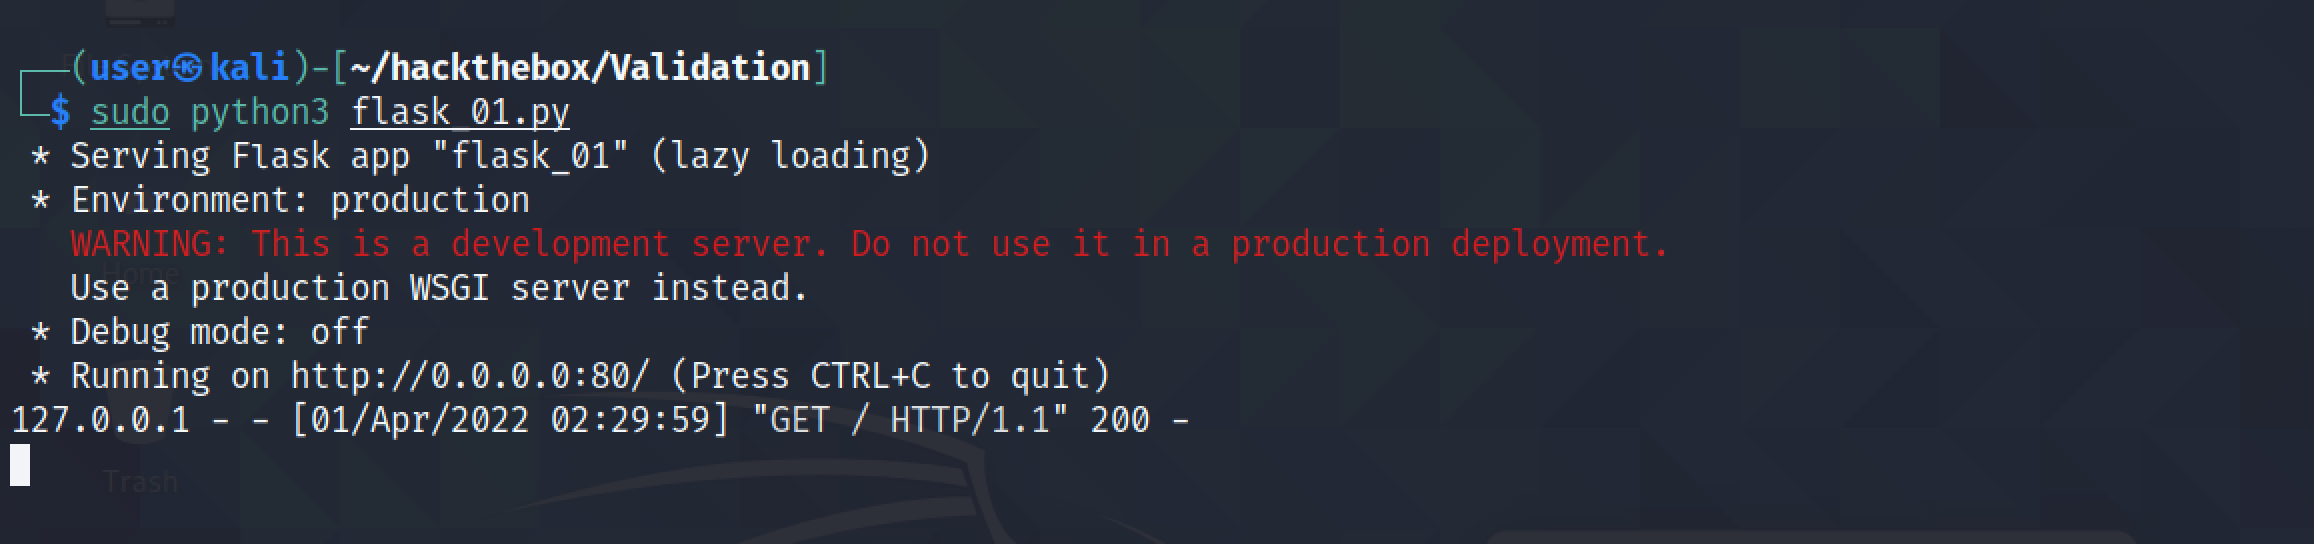 (user㉿kali)-[~/hackthebox/Validation]
$ sudo python3 flask_01.py
* Serving Flask app "flask_01" (lazy loading)
* Environment: production
WARNING: This is a development server. Do not use it in a production deployment.
Home
Use a production WSGI server instead.
* Debug mode: off
* Running on http://0.0.0.0:80/ (Press CTRL+C to quit)
127.0.0.1 - - [01/Apr/2022 02:29:59] "GET / HTTP/1.1" 200 -
Trash